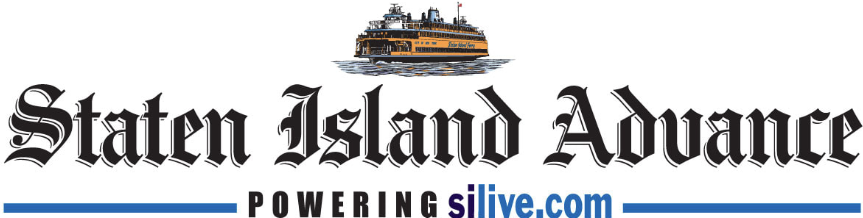 Staten Island Advance
POWERING silive.com